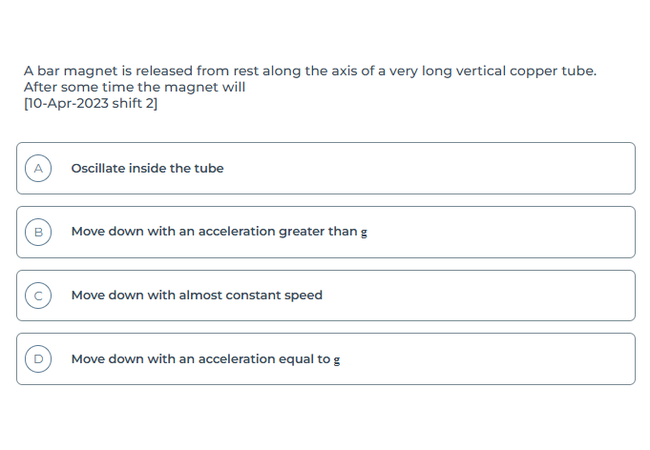 A bar magnet is released from rest along the axis of a very long vertical copper tube.
After some time the magnet will
[10-Apr-2023 shift 2]
A Oscillate inside the tube
B Move down with an acceleration greater than g
C Move down with almost constant speed
D Move down with an acceleration equal to g